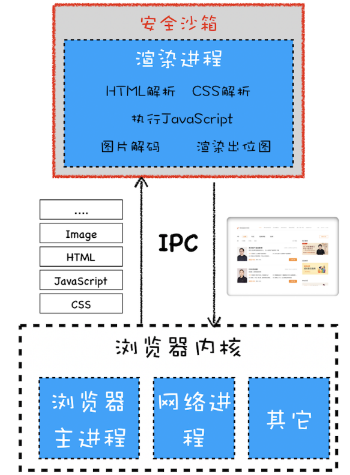 安全沙箱
渲染进程
HTML解析 CSS解析
执行JavaScript
图片解码 渲染出位图
....
Image
HTML
JavaScript
CSS
IPC
浏览器内核
浏览器
主进程
网络进
程
其它